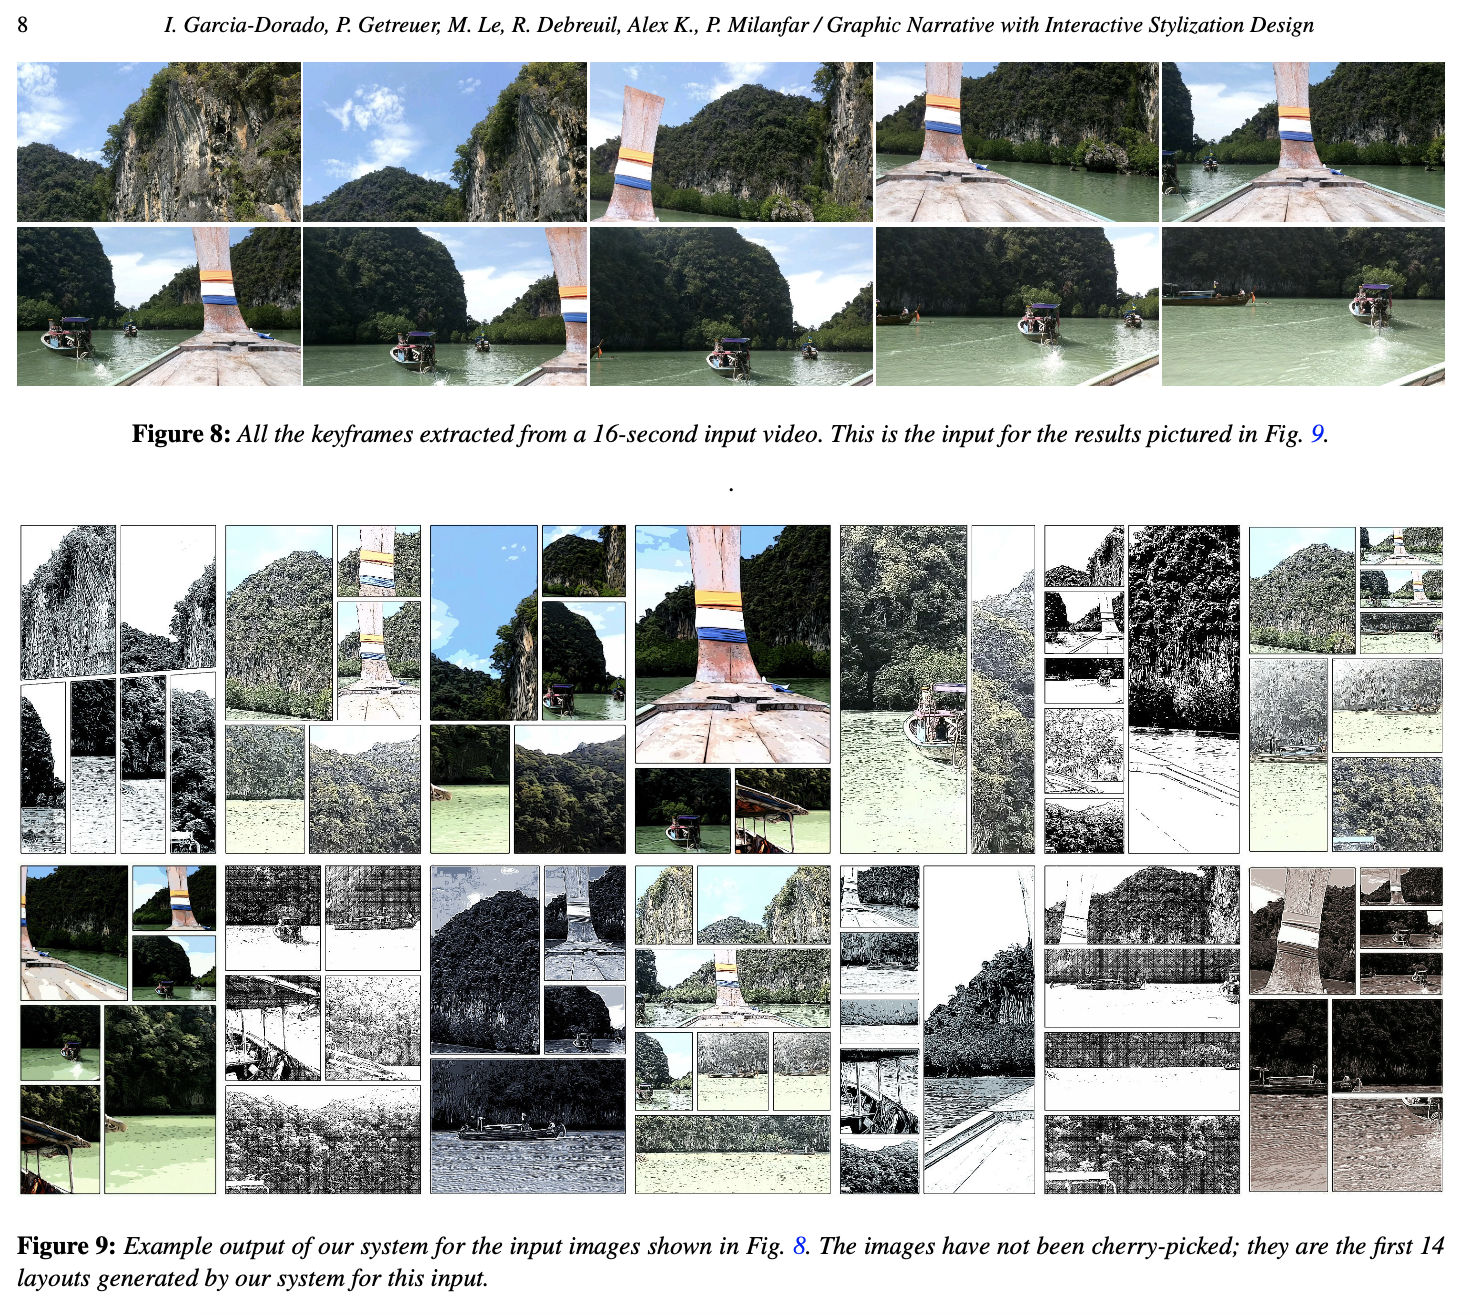 8
I. Garcia-Dorado, P. Getreuer, M. Le, R. Debreuil, Alex K., P. Milanfar / Graphic Narrative with Interactive Stylization Design
Figure 8: All the keyframes extracted from a 16-second input video. This is the input for the results pictured in Fig. 9.
.
Figure 9: Example output of our system for the input images shown in Fig. 8. The images have not been cherry-picked; they are the first 14
layouts generated by our system for this input.